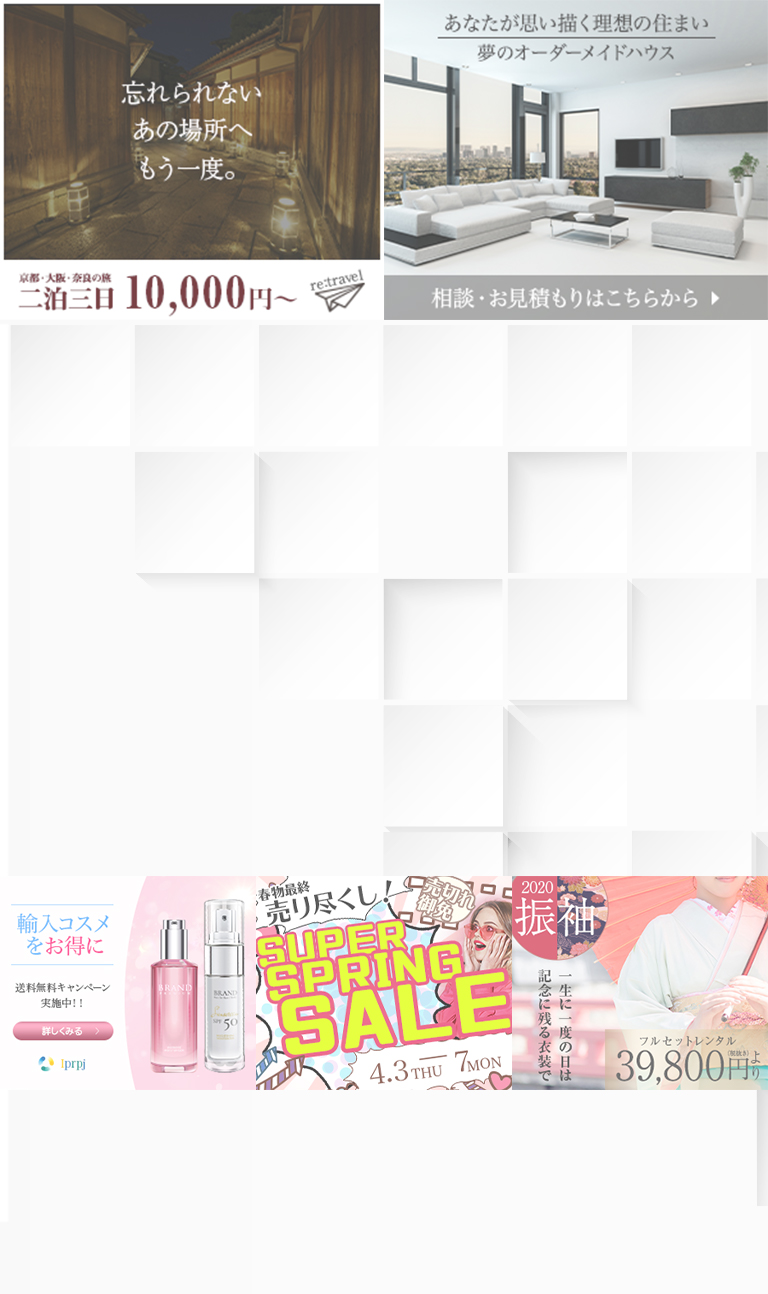 忘れられない
あの場所へ
もう一度。
京都・大阪・奈良の旅
二泊三日 10,000円〜
re:travel
あなたが思い描く理想の住まい
夢のオーダーメイドハウス
相談・お見積もりはこちらから
輸入コスメ
をお得に
送料無料キャンペーン
実施中！！
詳しくみる
lprpj
BRAND
BRAND
SPF 50
春物最終
売り尽くし！
売切れ
御免
SUPER
SPRING
SALE
4.3 THU — 7 MON
2020
振袖
一生に一度の日は
記念に残る衣装で
フルセットレンタル
39,800円(税抜き)より